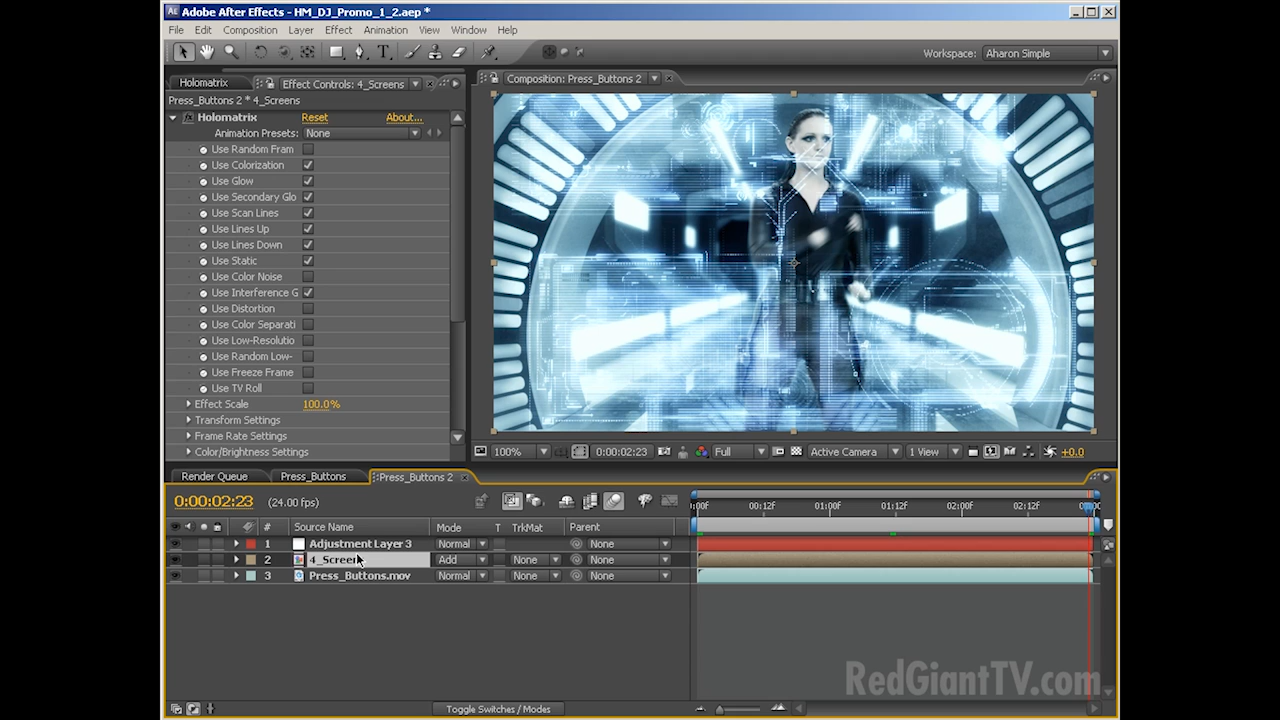 Adobe After Effects - HM_DJ_Promo_1_2.aep *
File Edit Composition Layer Effect Animation View Window Help
Workspace: Aharon Simple
Holomatrix Effect Controls: 4_Screens
Composition: Press_Buttons 2
Press_Buttons 2 * 4_Screens
Holomatrix Reset About...
Animation Presets: None
Use Random Fram
Use Colorization
Use Glow
Use Secondary Glo
Use Scan Lines
Use Lines Up
Use Lines Down
Use Static
Use Color Noise
Use Interference G
Use Distortion
Use Color Separati
Use Low-Resolutio
Use Random Low-
Use Freeze Frame
Use TV Roll
Effect Scale 100.0%
Transform Settings
Frame Rate Settings
Color/Brightness Settings
100% 0:00:02:23 Full Active Camera 1 View +0.0
Render Queue Press_Buttons Press_Buttons 2
0:00:02:23 (24.00 fps)
:00F 00:12F 01:00F 01:12F 02:00F 02:12F
# Source Name Mode T TrkMat Parent
1 Adjustment Layer 3 Normal None
2 4_Screen Add None None
3 Press_Buttons.mov Normal None None
RedGiantTV.com
Toggle Switches / Modes